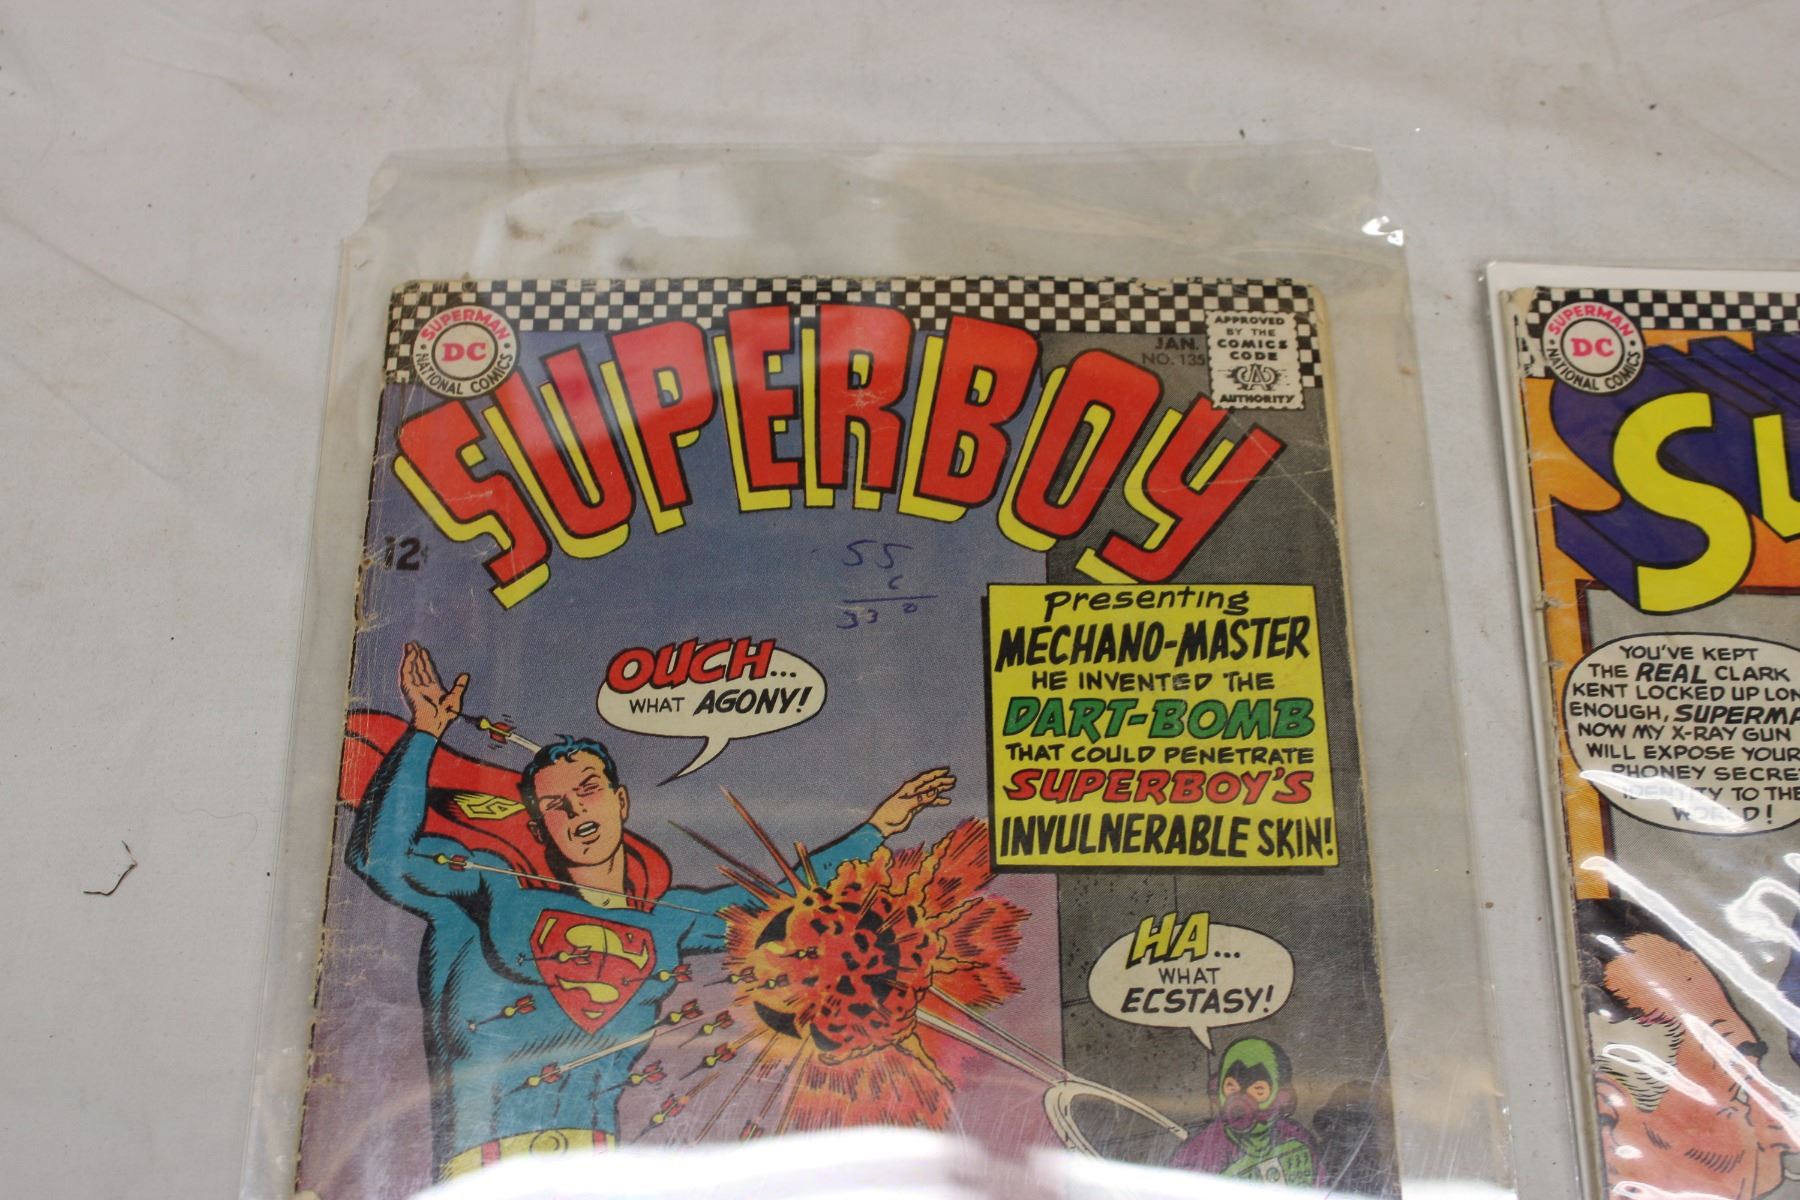 SUPERMAN
DC
NATIONAL COMICS
SUPERBOY
JAN.
NO. 135
APPROVED
BY THE
COMICS
CODE
AUTHORITY
12¢
55
6
33 0
OUCH...
WHAT AGONY!
presenting
MECHANO-MASTER
HE INVENTED THE
DART-BOMB
THAT COULD PENETRATE
SUPERBOY'S
INVULNERABLE SKIN!
HA...
WHAT
ECSTASY!
SUPERMAN
DC
NATIONAL COMICS
SU
YOU'VE KEPT
THE REAL CLARK
KENT LOCKED UP LON
ENOUGH, SUPERMA
NOW MY X-RAY GUN
WILL EXPOSE YOUR
PHONEY SECRE
IDENTITY TO THE
WORLD!